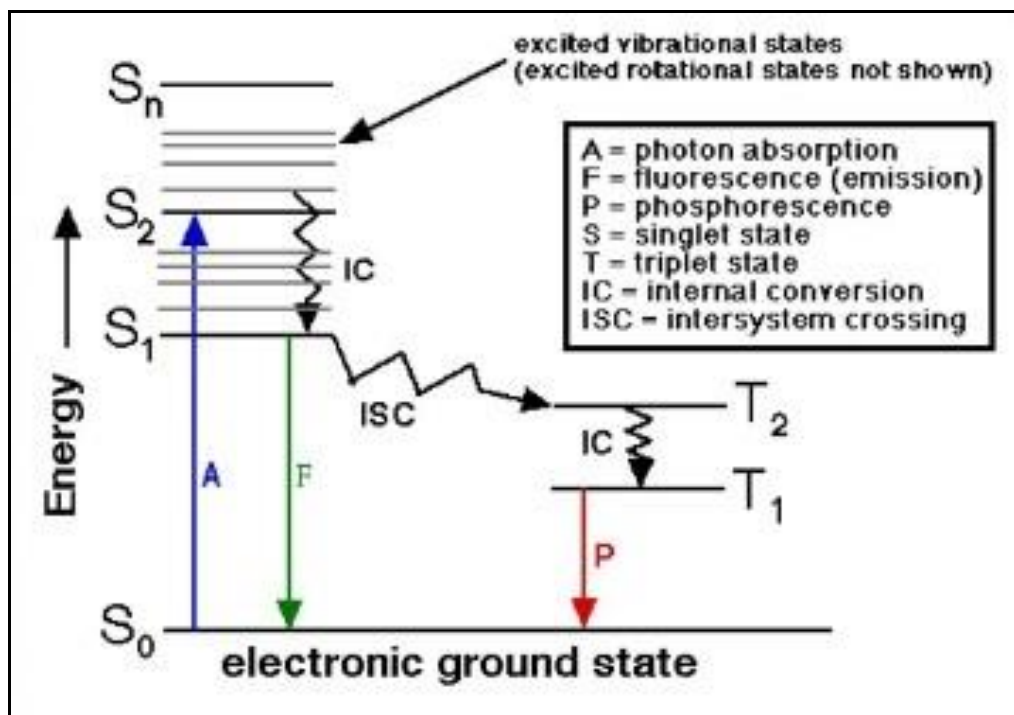 excited vibrational states
(excited rotational states not shown)
Sn
A = photon absorption
F = fluorescence (emission)
P = phosphorescence
S = singlet state
T = triplet state
IC = internal conversion
ISC = intersystem crossing
S2
IC
S1
ISC
T2
IC
T1
Energy
A
F
P
S0
electronic ground state